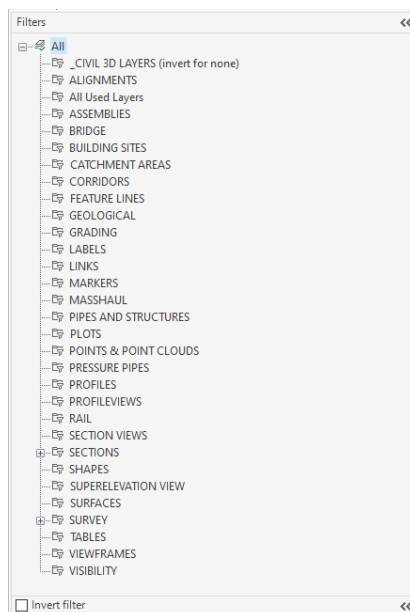 Filters
All
_CIVIL 3D LAYERS (invert for none)
ALIGNMENTS
All Used Layers
ASSEMBLIES
BRIDGE
BUILDING SITES
CATCHMENT AREAS
CORRIDORS
FEATURE LINES
GEOLOGICAL
GRADING
LABELS
LINKS
MARKERS
MASSHAUL
PIPES AND STRUCTURES
PLOTS
POINTS & POINT CLOUDS
PRESSURE PIPES
PROFILES
PROFILEVIEWS
RAIL
SECTION VIEWS
SECTIONS
SHAPES
SUPERELEVATION VIEW
SURFACES
SURVEY
TABLES
VIEWFRAMES
VISIBILITY
Invert filter